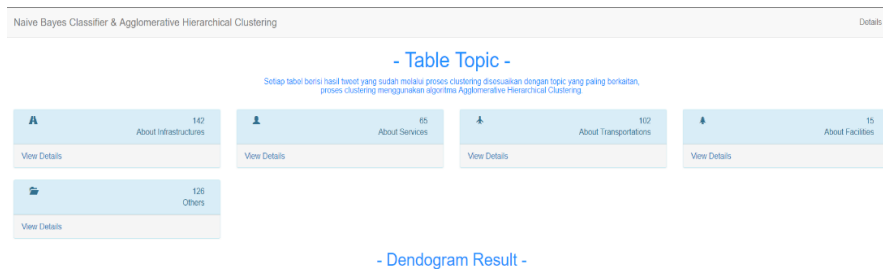 Naive Bayes Classifier & Agglomerative Hierarchical Clustering
Details
- Table Topic -
Setiap tabel berisi hasil tweet yang sudah melalui proses clustering disesuaikan dengan topic yang paling berkaitan,
proses clustering menggunakan algoritma Agglomerative Hierarchical Clustering.
142
About Infrastructures
View Details
65
About Services
View Details
102
About Transportations
View Details
15
About Facilities
View Details
126
Others
View Details
- Dendogram Result -